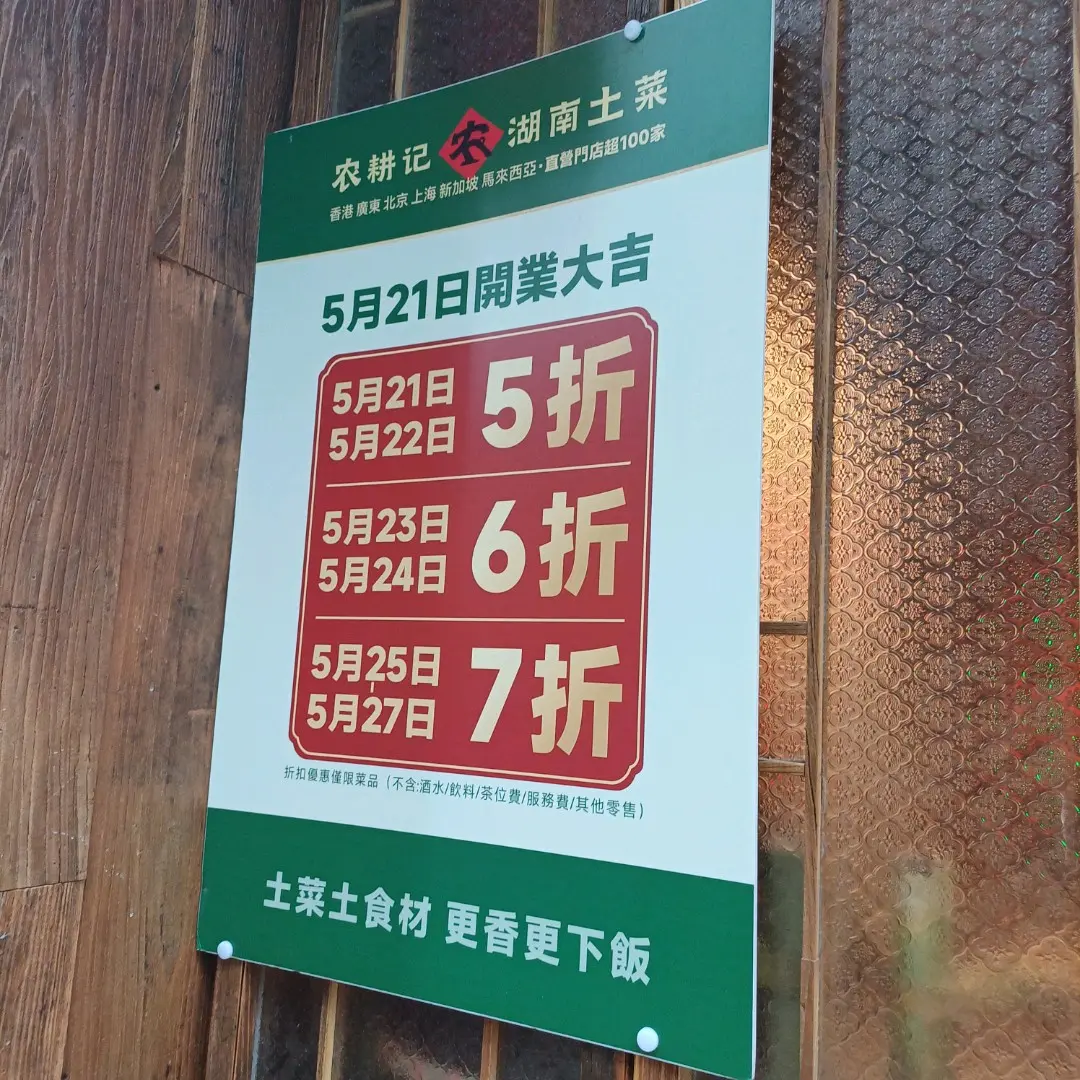 农耕记 农 湖南土菜
香港 廣東 北京 上海 新加坡 馬來西亞·直營門店超100家
5月21日開業大吉
5月21日
5月22日
5折
5月23日
5月24日
6折
5月25日
-
5月27日
7折
折扣優惠僅限菜品（不含:酒水/飲料/茶位費/服務費/其他零售）
土菜土食材 更香更下飯